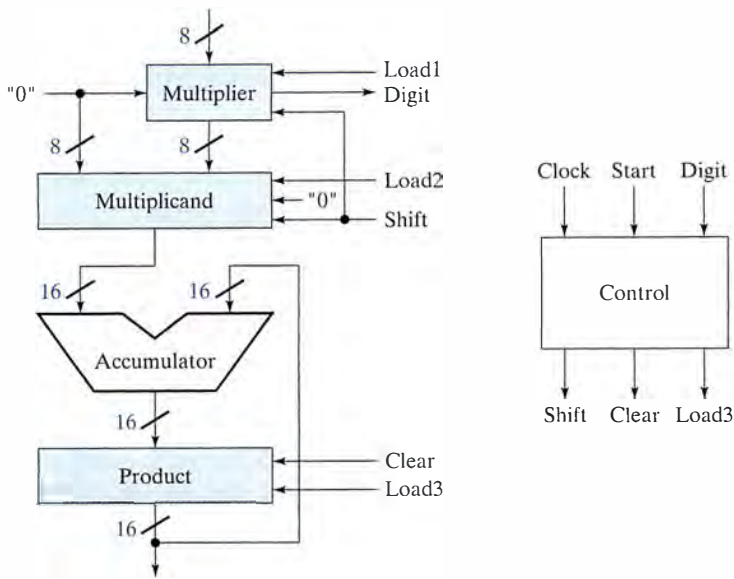 8
Load1
"0"
Multiplier
Digit
8
8
Load2
Multiplicand
"0"
Shift
16
16
Accumulator
16
Clear
Product
Load3
16
Clock Start Digit
Control
Shift Clear Load3